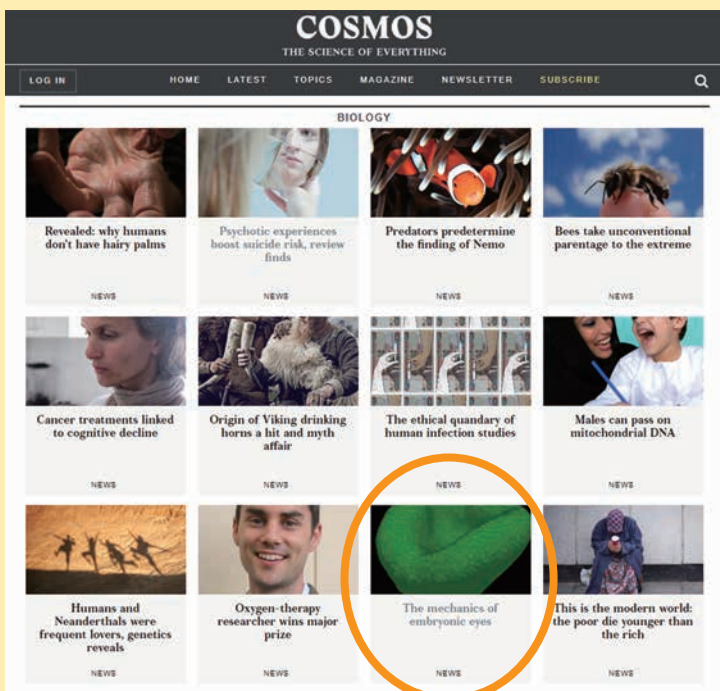 COSMOS
THE SCIENCE OF EVERYTHING
LOG IN
HOME
LATEST
TOPICS
MAGAZINE
NEWSLETTER
SUBSCRIBE
BIOLOGY
Revealed: why humans
don't have hairy palms
NEWS
Psychotic experiences
boost suicide risk, review
finds
NEWS
Predators predetermine
the finding of Nemo
NEWS
Bees take unconventional
parentage to the extreme
NEWS
Cancer treatments linked
to cognitive decline
NEWS
Origin of Viking drinking
horns a hit and myth
affair
NEWS
The ethical quandary of
human infection studies
NEWS
Males can pass on
mitochondrial DNA
NEWS
Humans and
Neanderthals were
frequent lovers, genetics
reveals
NEWS
Oxygen-therapy
researcher wins major
prize
NEWS
The mechanics of
embryonic eyes
NEWS
This is the modern world:
the poor die younger than
the rich
NEWS